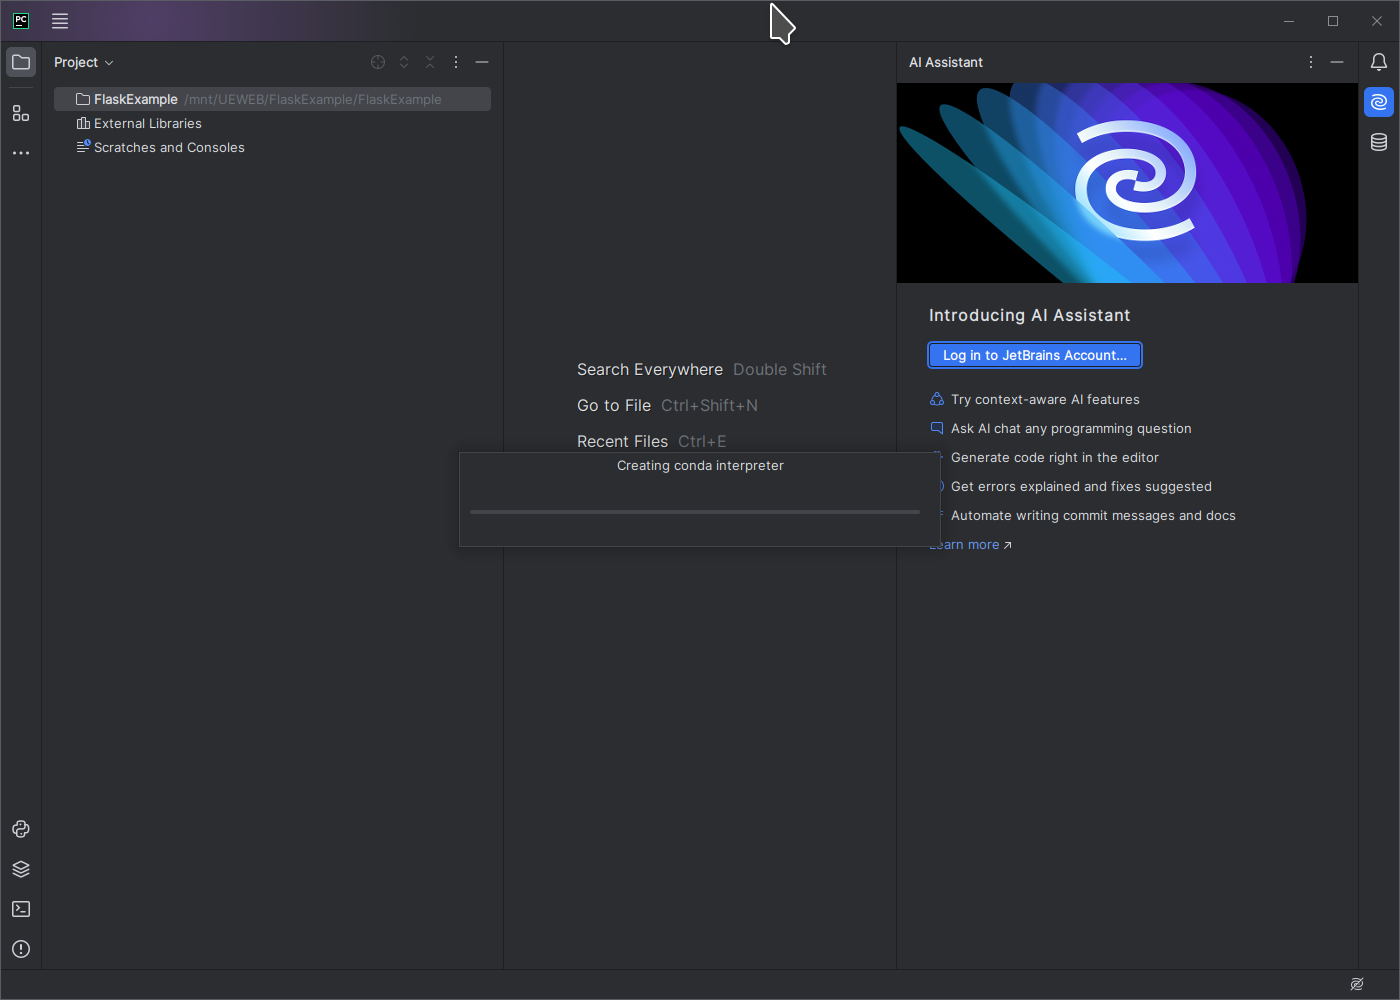 PC
Project
FlaskExample /mnt/UEWEB/FlaskExample/FlaskExample
External Libraries
Scratches and Consoles
Search Everywhere Double Shift
Go to File Ctrl+Shift+N
Recent Files Ctrl+E
Creating conda interpreter
AI Assistant
Introducing AI Assistant
Log in to JetBrains Account...
Try context-aware AI features
Ask AI chat any programming question
Generate code right in the editor
Get errors explained and fixes suggested
Automate writing commit messages and docs
Learn more